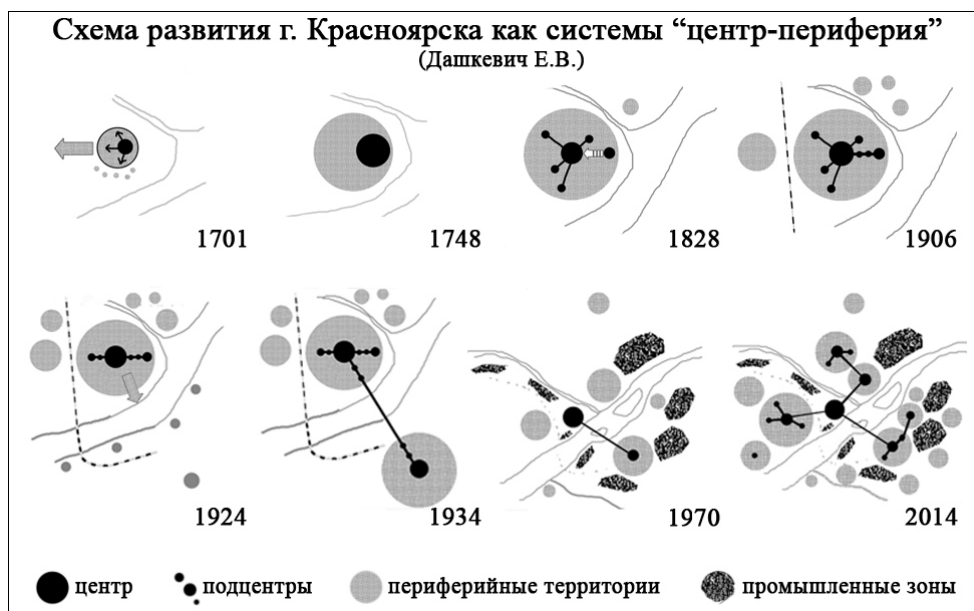 Схема развития г. Красноярска как системы “центр-периферия”
(Дашкевич Е.В.)
1701
1748
1828
1906
1924
1934
1970
2014
центр
подцентры
периферийные территории
промышленные зоны